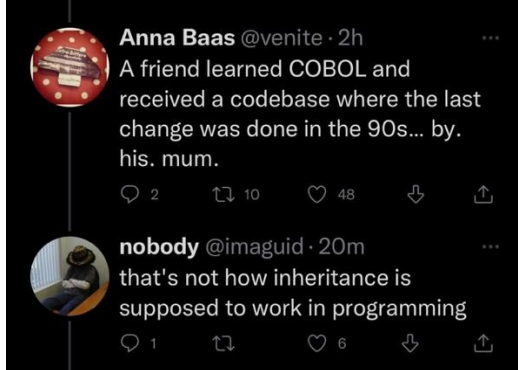 Anna Baas @venite · 2h
A friend learned COBOL and
received a codebase where the last
change was done in the 90s... by.
his. mum.
2 10 48
nobody @imaguid · 20m
that's not how inheritance is
supposed to work in programming
1 6